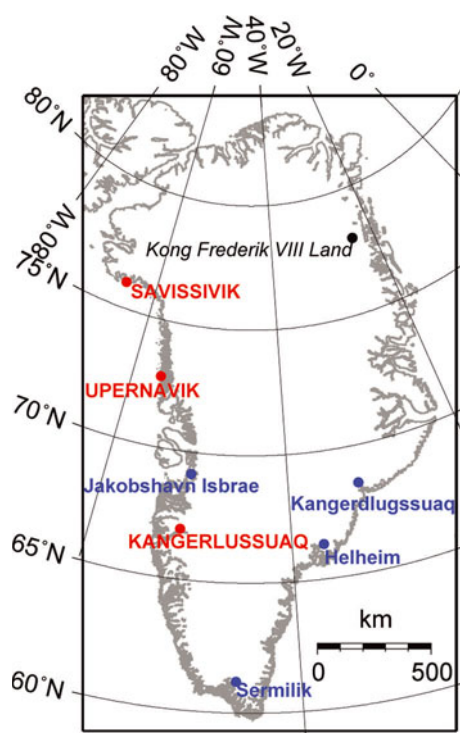 80°W
60°W
40°W
20°W
0°
80°N
80°W
Kong Frederik VIII Land
75°N
SAVISSIVIK
UPERNAVIK
70°N
Jakobshavn Isbrae
Kangerdlugssuaq
KANGERLUSSUAQ
Helheim
65°N
km
0 500
Sermilik
60°N